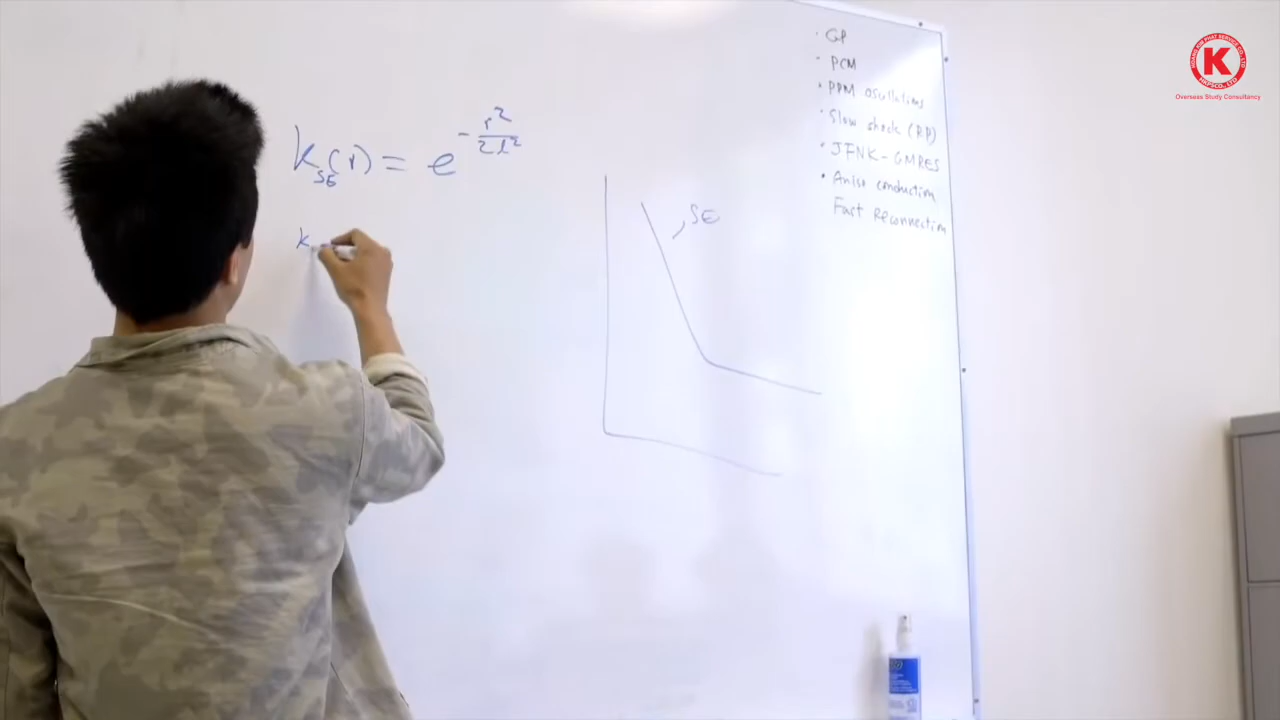 k_SE(r) = e^{-r²/2l²}
k
SE
· GP
· PCM
· PPM oscillations
· Slow shock (RP)
· JFNK-GMRES
· Aniso conduction
Fast Reconnection
K
Overseas Study Consultancy